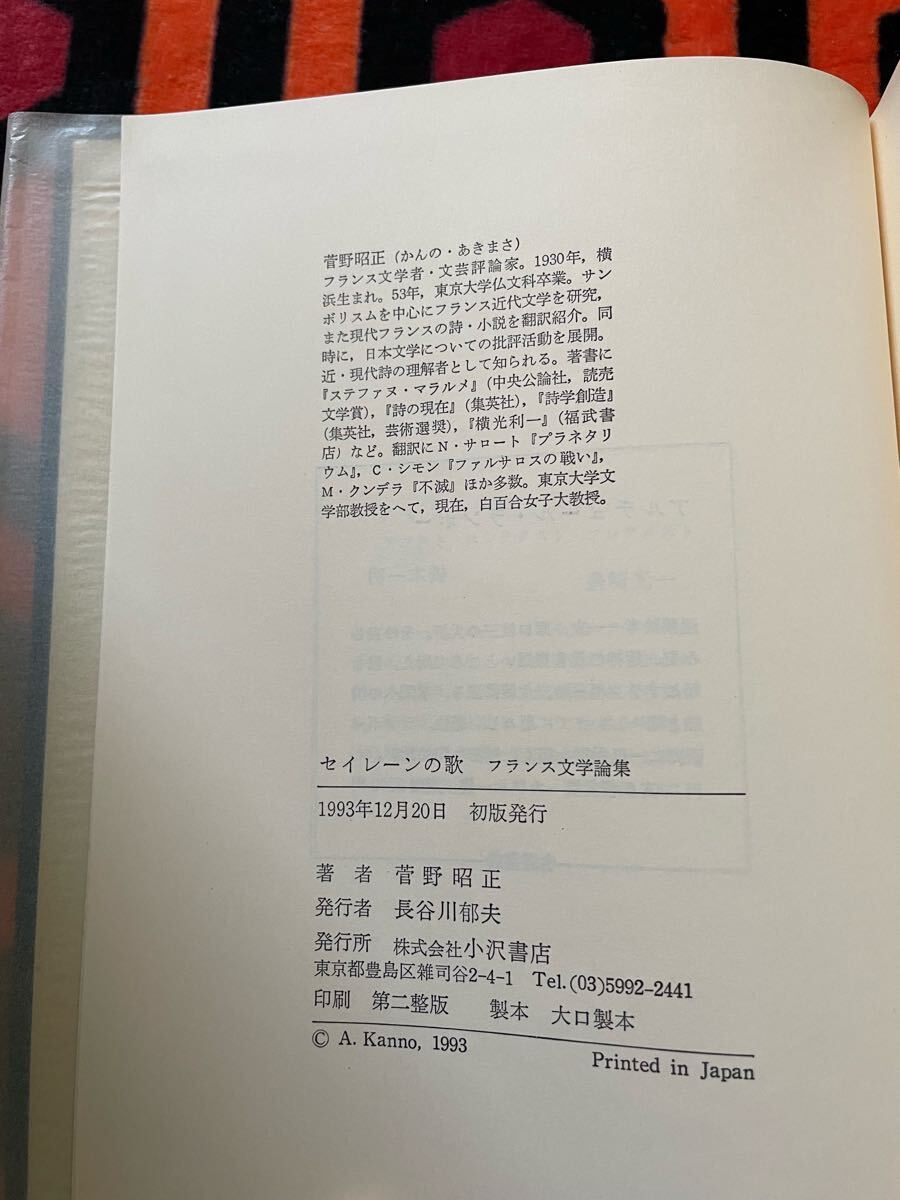 菅野昭正(かんの・あきまさ)
フランス文学者・文芸評論家。1930年，横
浜生まれ。53年，東京大学仏文科卒業。サン
ボリスムを中心にフランス近代文学を研究，
また現代フランスの詩・小説を翻訳紹介。同
時に，日本文学についての批評活動を展開。
近・現代詩の理解者として知られる。著書に
『ステファヌ・マラルメ』(中央公論社，読売
文学賞)，『詩の現在』(集英社)，『詩学創造』
(集英社，芸術選奨)，『横光利一』(福武書
店) など。翻訳にN・サロート『プラネタリ
ウム』，C・シモン『ファルサロスの戦い』，
M・クンデラ『不滅』ほか多数。東京大学文
学部教授をへて，現在，白百合女子大教授。
セイレーンの歌 フランス文学論集
1993年12月20日 初版発行
著者 菅野昭正
発行者 長谷川郁夫
発行所 株式会社小沢書店
東京都豊島区雑司谷2-4-1 Tel.(03)5992-2441
印刷 第二整版 製本 大口製本
© A. Kanno, 1993
Printed in Japan